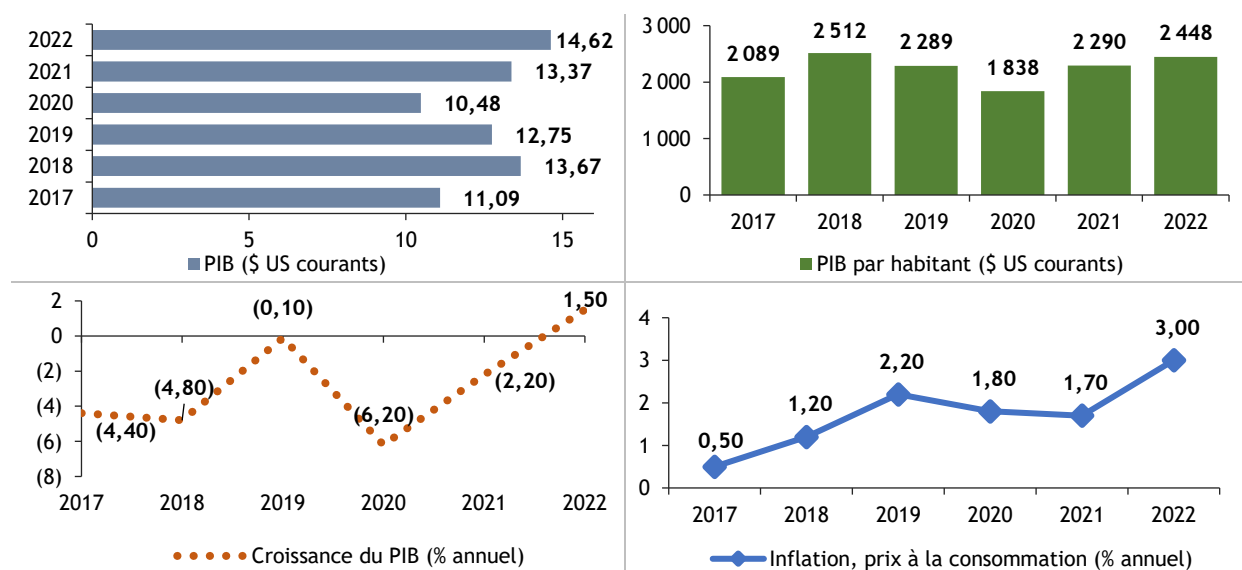 2022
14,62
2021
13,37
2020
10,48
2019
12,75
2018
13,67
2017
11,09
0 5 10 15
PIB ($ US courants)
3 000
2 000
1 000
0
2 089 2 512 2 289 1 838 2 290 2 448
2017 2018 2019 2020 2021 2022
PIB par habitant ($ US courants)
2
0
(2)
(4)
(6)
(8)
(4,40) (4,80) (0,10) (6,20) (2,20) 1,50
2017 2018 2019 2020 2021 2022
Croissance du PIB (% annuel)
4
3
2
1
0
0,50 1,20 2,20 1,80 1,70 3,00
2017 2018 2019 2020 2021 2022
Inflation, prix à la consommation (% annuel)